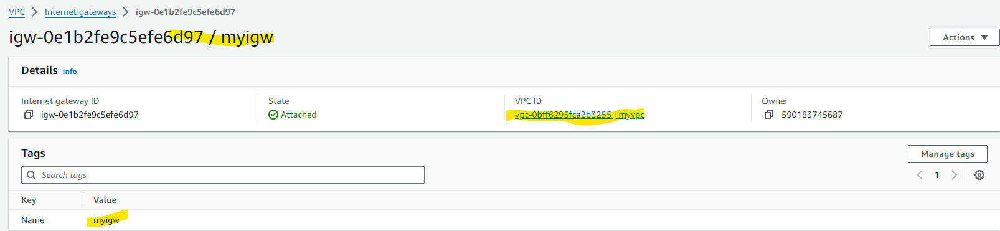 VPC > Internet gateways > igw-0e1b2fe9c5efe6d97
igw-0e1b2fe9c5efe6d97 / myigw
Actions
Details Info
Internet gateway ID State VPC ID Owner
igw-0e1b2fe9c5efe6d97 Attached vpc-0bff6295fca2b3255 | myvpc 590183745687
Tags Manage tags
Search tags 1
Key Value
Name myigw